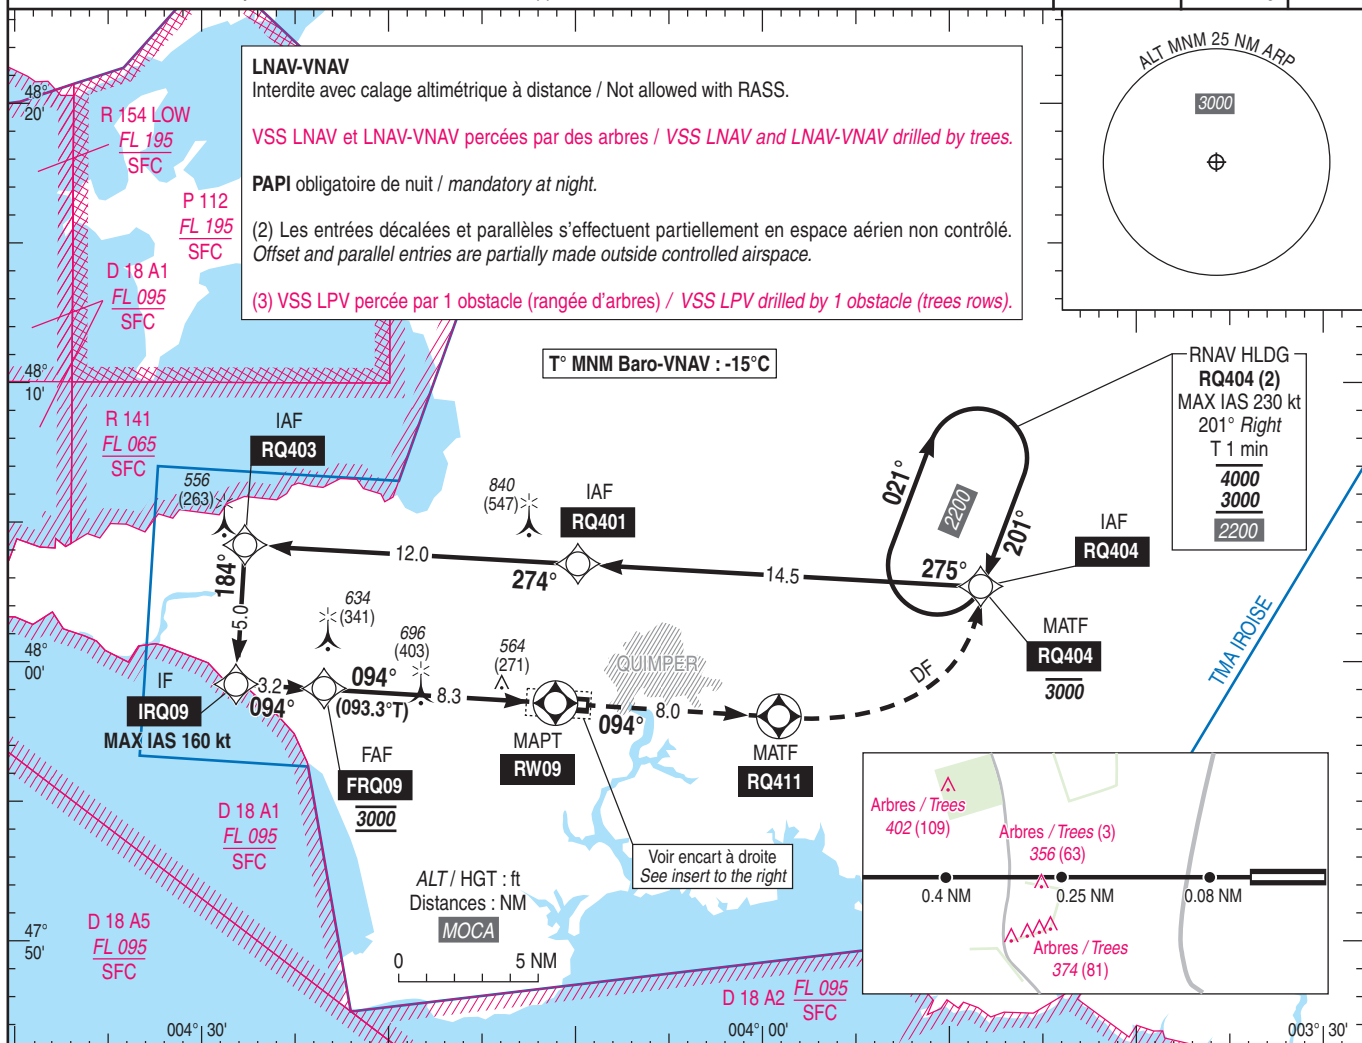 LNAV-VNAV
Interdite avec calage altimétrique à distance / Not allowed with RASS.
VSS LNAV et LNAV-VNAV percées par des arbres / VSS LNAV and LNAV-VNAV drilled by trees.
PAPI obligatoire de nuit / mandatory at night.
(2) Les entrées décalées et parallèles s'effectuent partiellement en espace aérien non contrôlé.
Offset and parallel entries are partially made outside controlled airspace.
(3) VSS LPV percée par 1 obstacle (rangée d'arbres) / VSS LPV drilled by 1 obstacle (trees rows).
ALT MNM 25 NM ARP
3000
48°
20'
R 154 LOW
FL 195
SFC
P 112
FL 195
SFC
D 18 A1
FL 095
SFC
T° MNM Baro-VNAV : -15°C
48°
10'
R 141
FL 065
SFC
IAF
RQ403
RNAV HLDG
RQ404 (2)
MAX IAS 230 kt
201° Right
T 1 min
4000
3000
2200
556
(263)
840
(547)
IAF
RQ401
021°
2200
201°
IAF
RQ404
12.0
274°
14.5
275°
184°
5.0
634
(341)
696
(403)
564
(271)
QUIMPER
MATF
RQ404
3000
TMA IROISE
48°
00'
IF
IRQ09
MAX IAS 160 kt
3.2
094°
094°
(093.3°T)
8.3
MAPT
RW09
094°
8.0
DF
MATF
RQ411
FAF
FRQ09
3000
D 18 A1
FL 095
SFC
Voir encart à droite
See insert to the right
Arbres / Trees
402 (109)
Arbres / Trees (3)
356 (63)
0.4 NM
0.25 NM
0.08 NM
Arbres / Trees
374 (81)
ALT / HGT : ft
Distances : NM
MOCA
0
5 NM
47°
50'
D 18 A5
FL 095
SFC
D 18 A2
FL 095
SFC
004° 30'
004° 00'
003° 30'